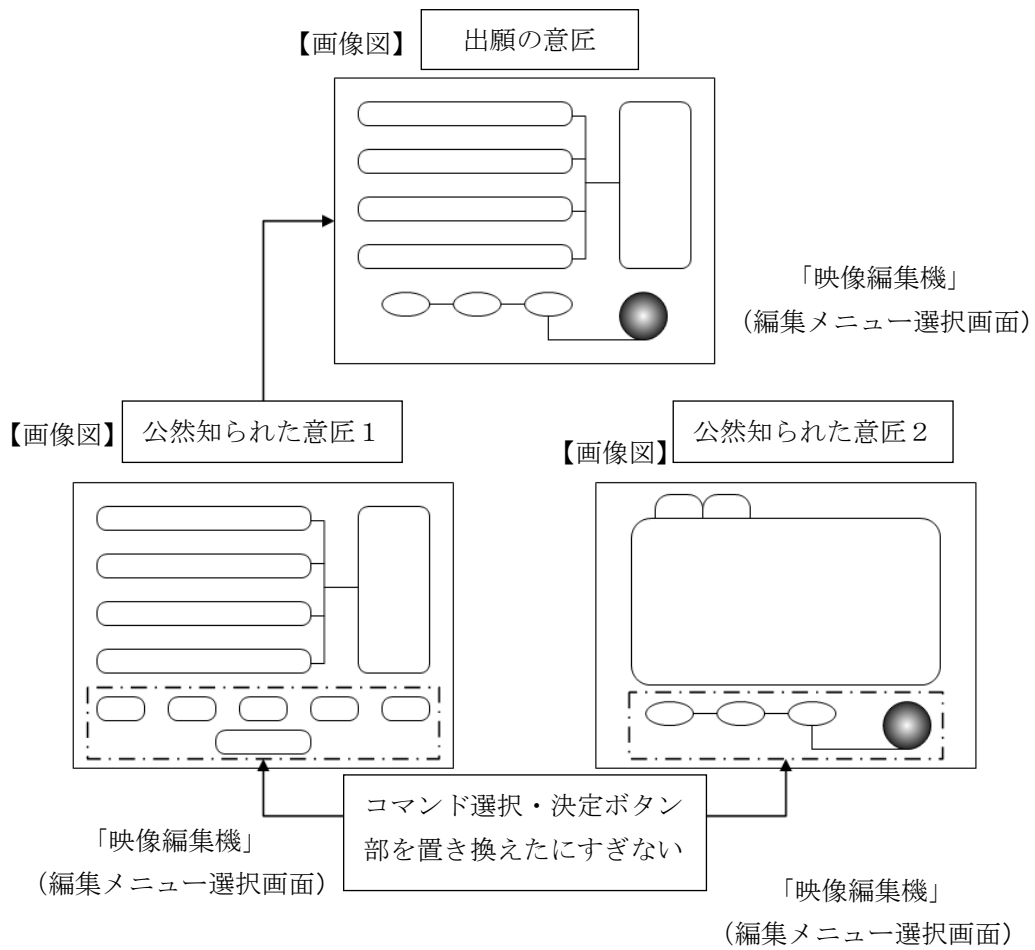 【画像図】
出願の意匠
「映像編集機」
（編集メニュー選択画面）
【画像図】
公然知られた意匠１
【画像図】
公然知られた意匠２
コマンド選択・決定ボタン
部を置き換えたにすぎない
「映像編集機」
（編集メニュー選択画面）
「映像編集機」
（編集メニュー選択画面）